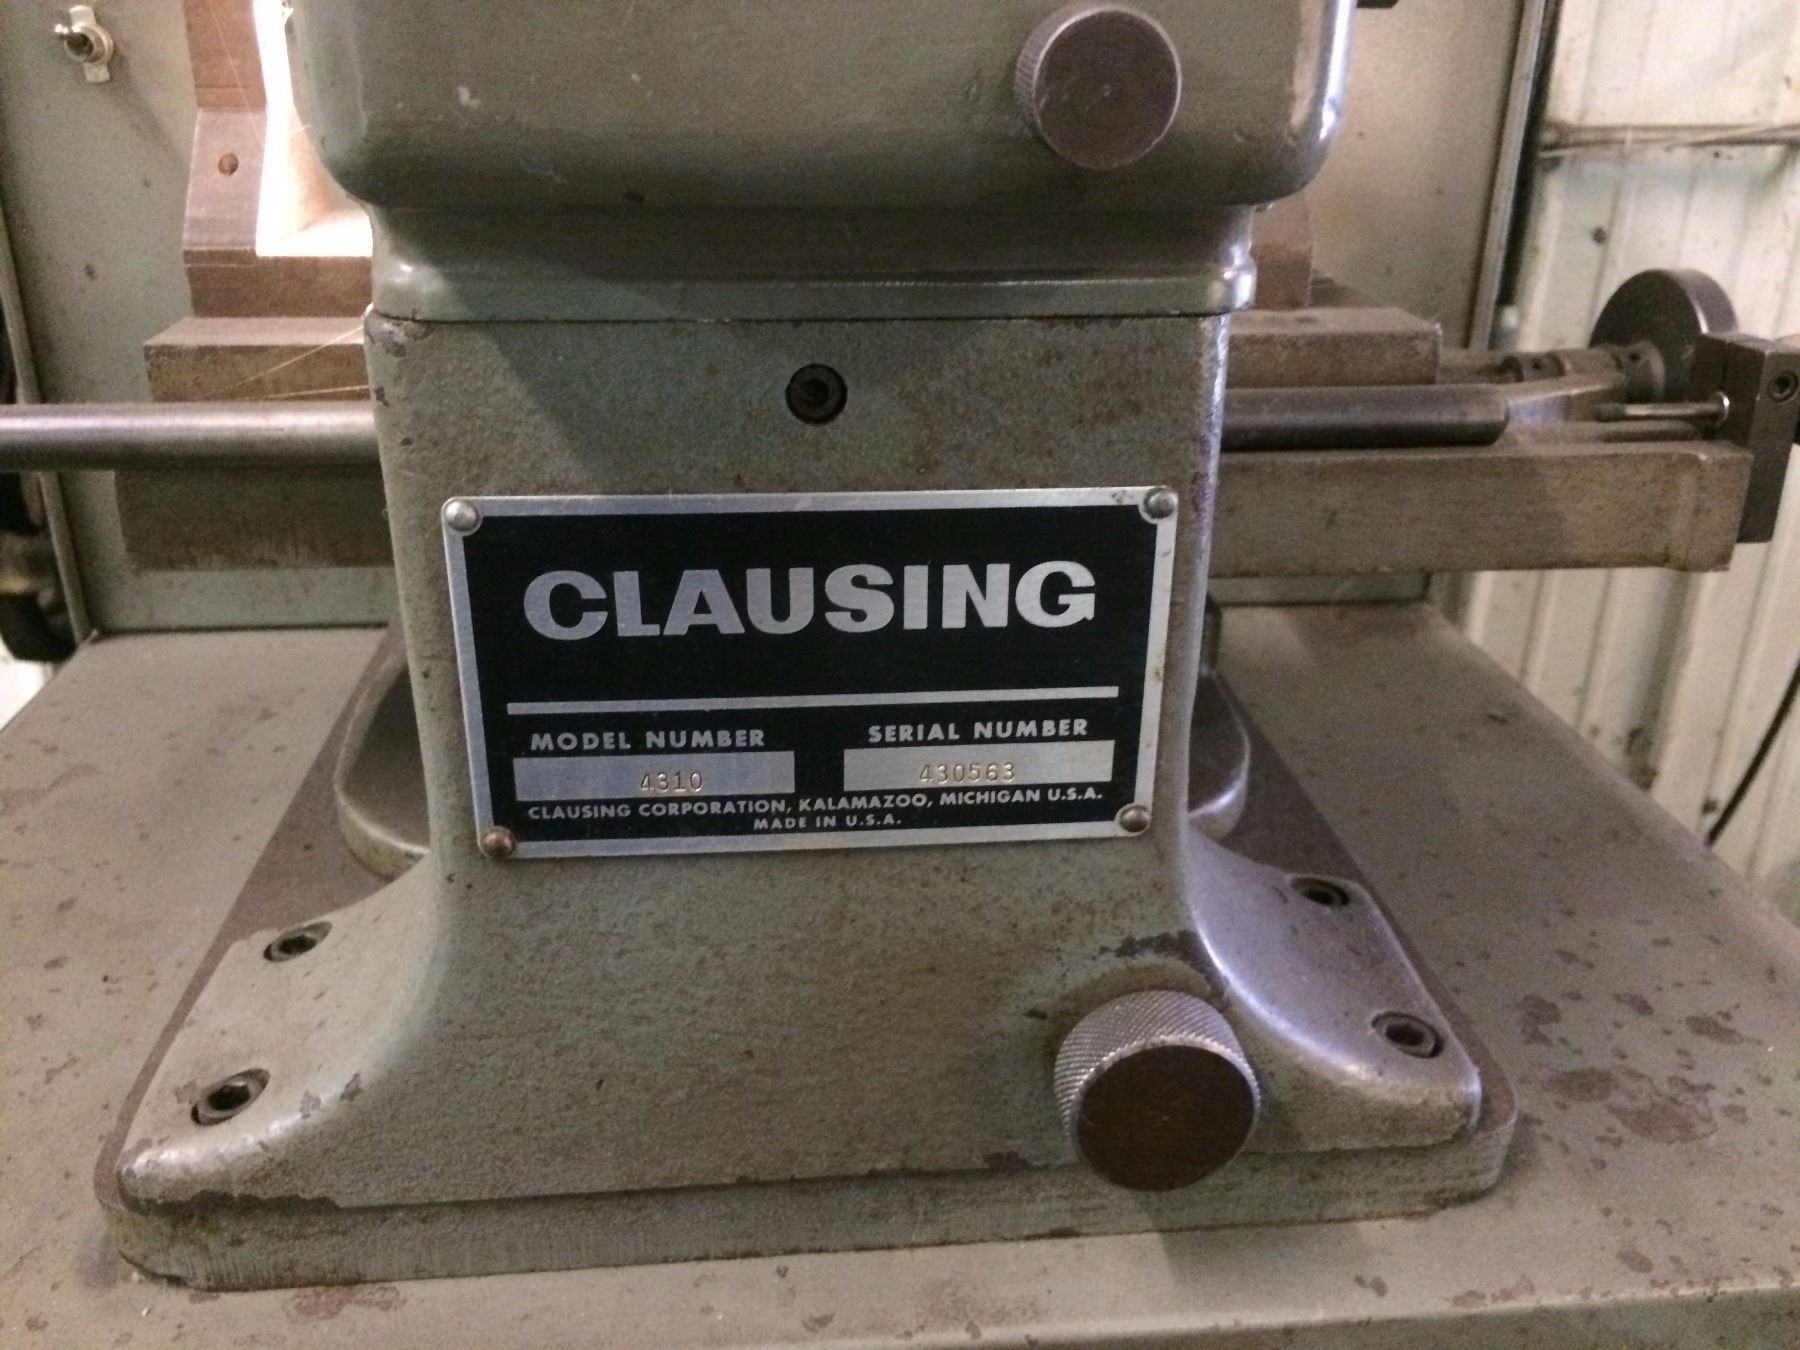 CLAUSING
MODEL NUMBER SERIAL NUMBER
4310 430563
CLAUSING CORPORATION, KALAMAZOO, MICHIGAN U.S.A.
MADE IN U.S.A.